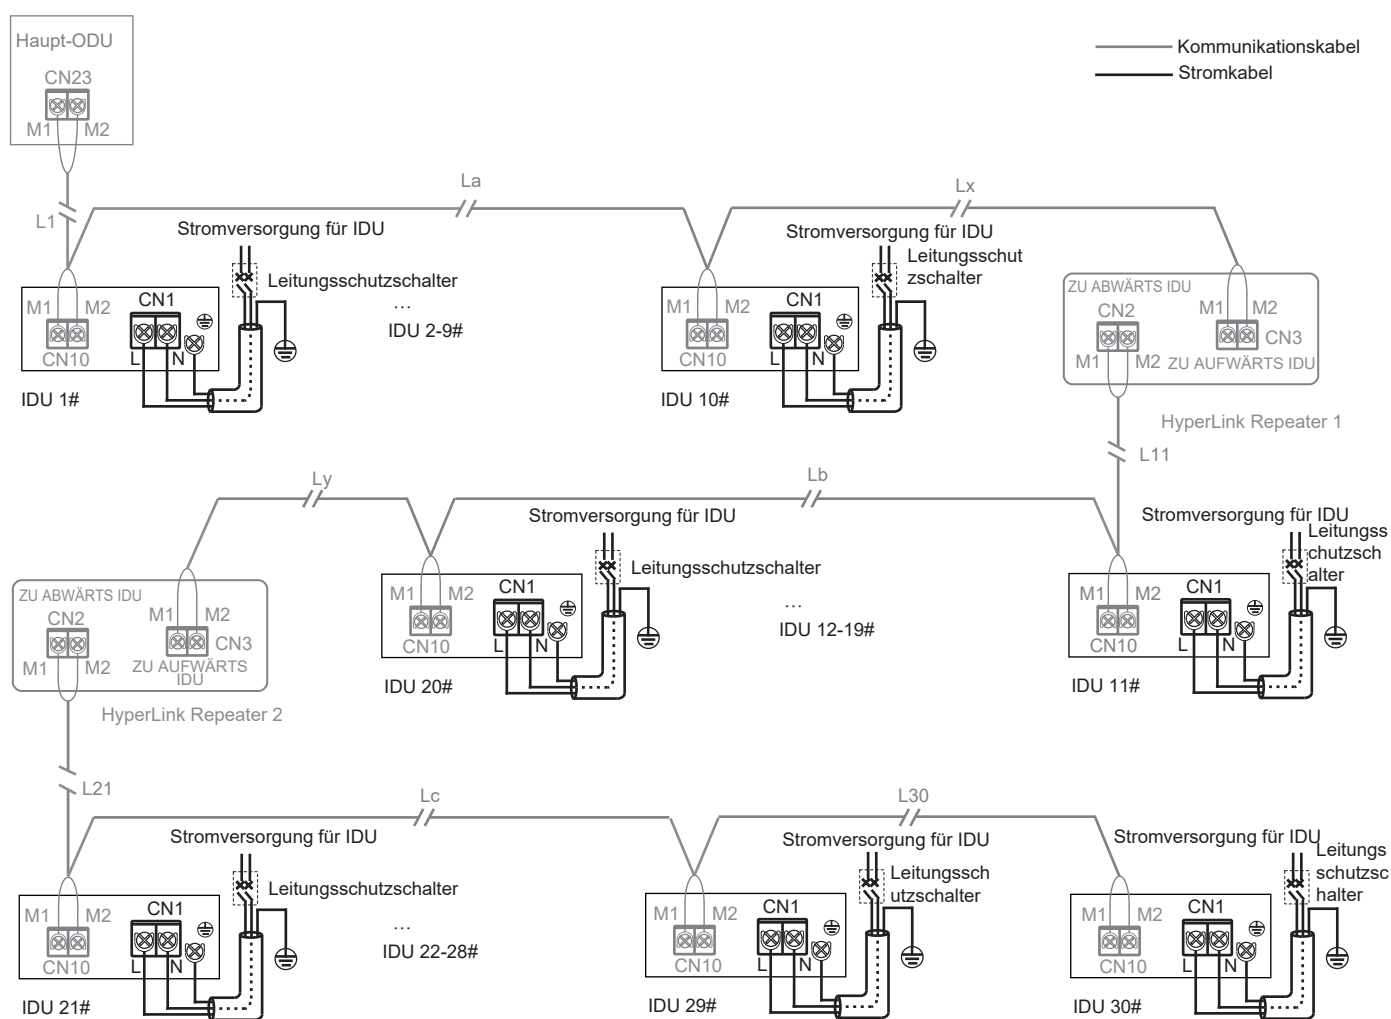 Haupt-ODU
CN23
M1 M2
Kommunikationskabel
Stromkabel
L1
La
Lx
Stromversorgung für IDU
Leitungsschutzschalter
M1 M2
CN1
CN10
L N
IDU 1#
...
IDU 2-9#
Stromversorgung für IDU
Leitungsschut
zschalter
M1 M2
CN1
CN10
L N
IDU 10#
ZU ABWÄRTS IDU
CN2
M1 M2
M1 M2
CN3
ZU AUFWÄRTS IDU
HyperLink Repeater 1
L11
Ly
Lb
ZU ABWÄRTS IDU
CN2
M1 M2
M1 M2
CN3
ZU AUFWÄRTS
IDU
HyperLink Repeater 2
Stromversorgung für IDU
Leitungsschutzschalter
M1 M2
CN1
CN10
L N
IDU 20#
...
IDU 12-19#
Stromversorgung für IDU
Leitungss
chutzsch
alter
M1 M2
CN1
CN10
L N
IDU 11#
L21
Lc
L30
Stromversorgung für IDU
Leitungsschutzschalter
M1 M2
CN1
CN10
L N
IDU 21#
...
IDU 22-28#
Stromversorgung für IDU
Leitungssch
utzschalter
M1 M2
CN1
CN10
L N
IDU 29#
Stromversorgung für IDU
Leitungs
schutzsc
halter
M1 M2
CN1
CN10
L N
IDU 30#